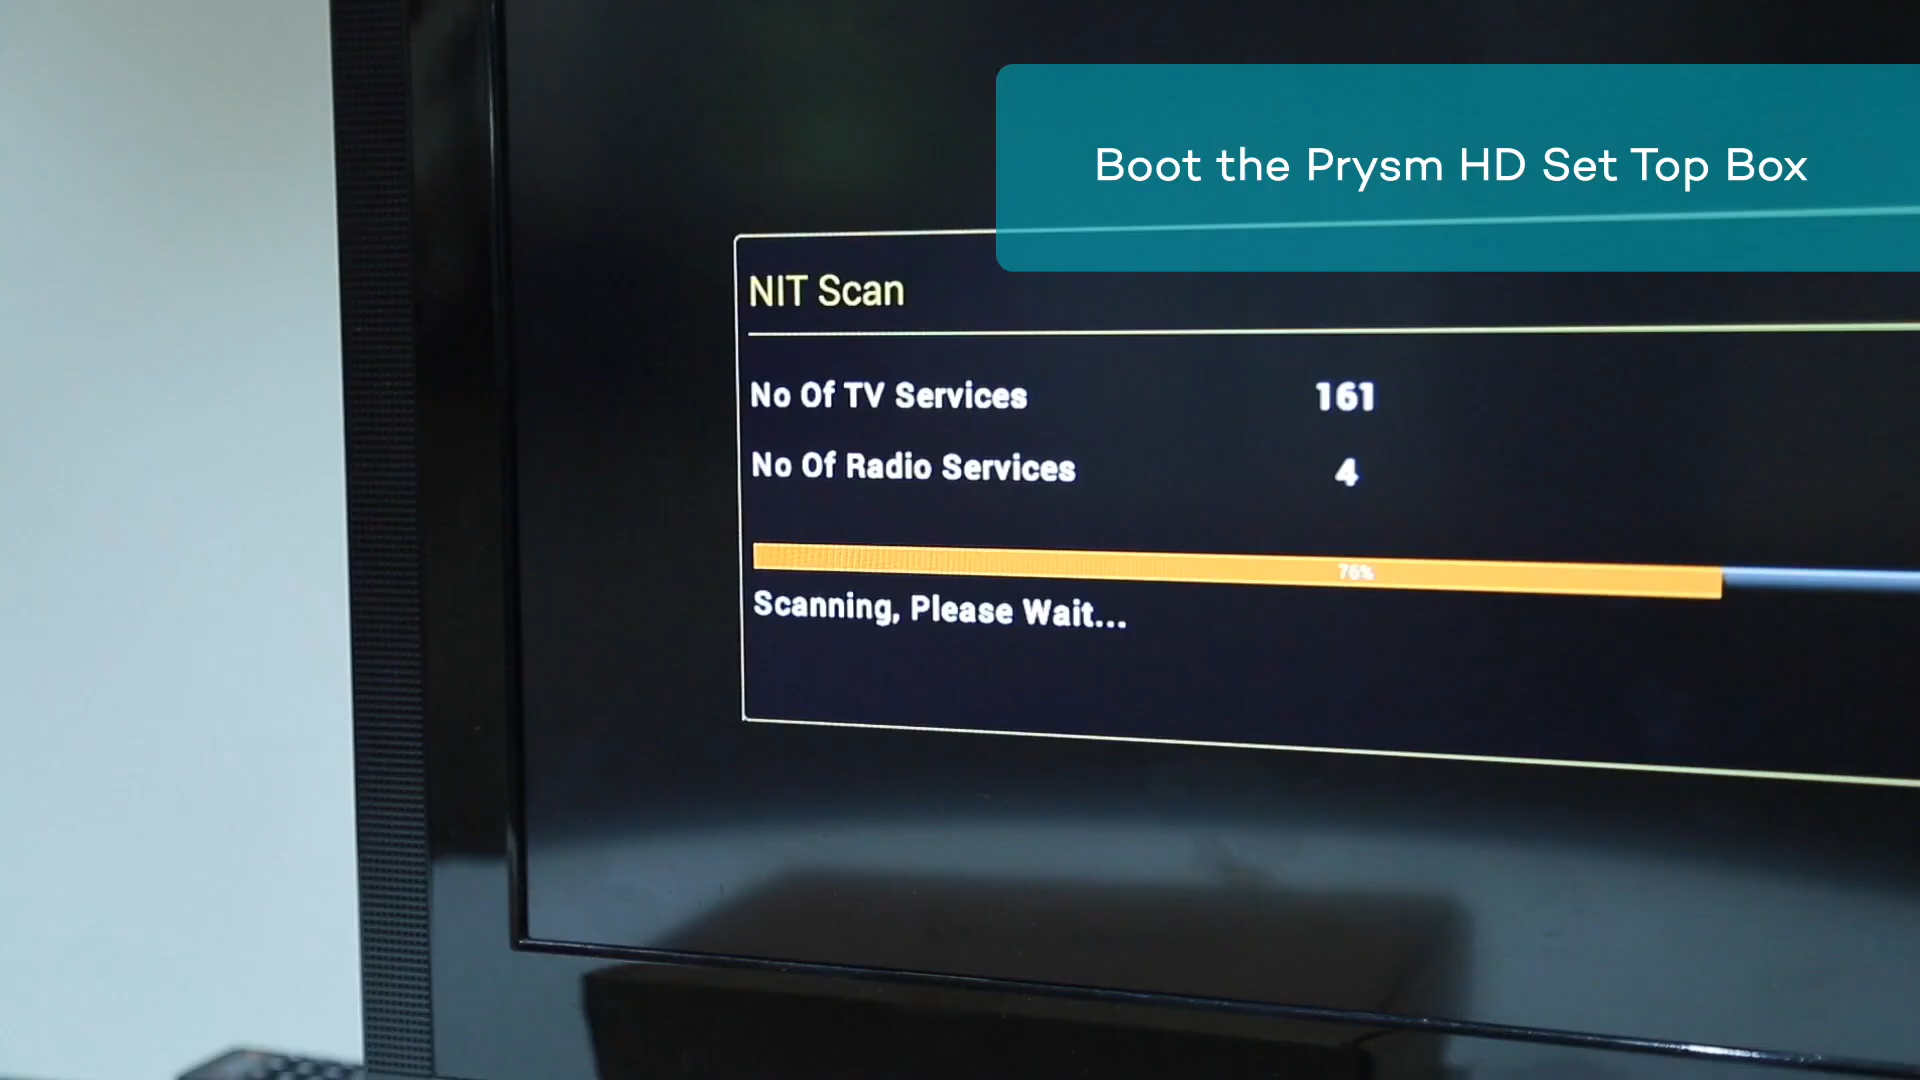 Boot the Prysm HD Set Top Box
NIT Scan
No Of TV Services 161
No Of Radio Services 4
76%
Scanning, Please Wait...